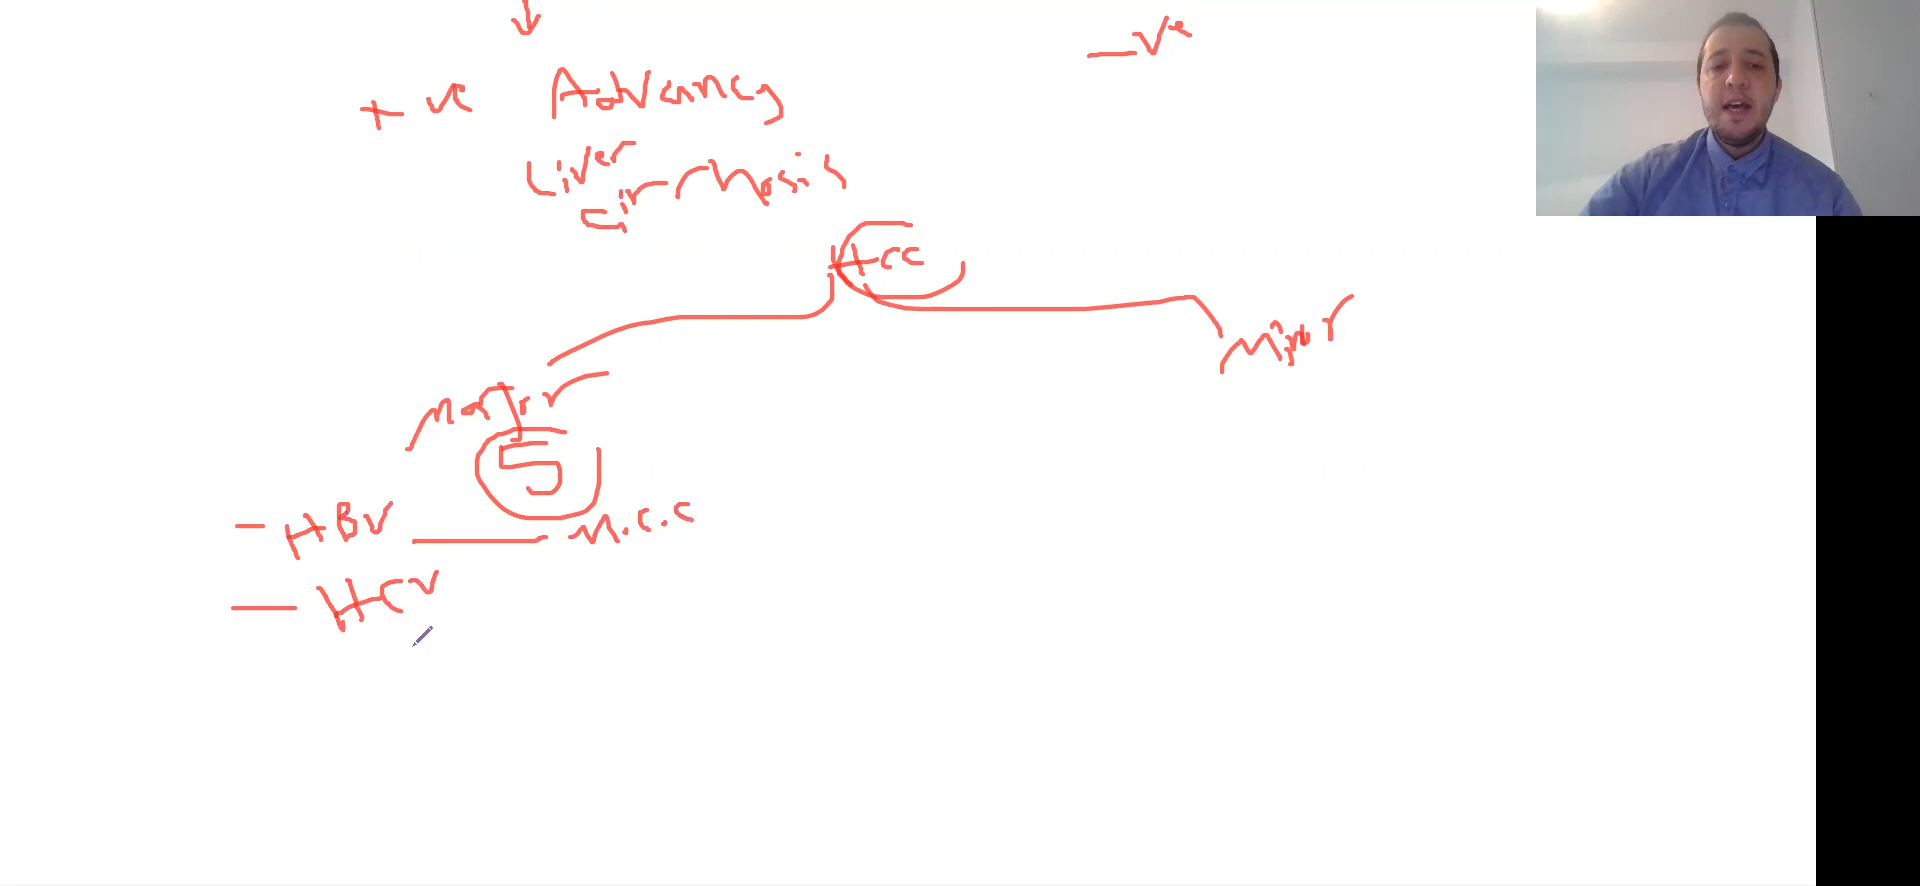 -ve
+ ve Advancy
Liver
Cirrhosis
HCC
Major
Minor
5
- HBV — M.C.C
- HCV